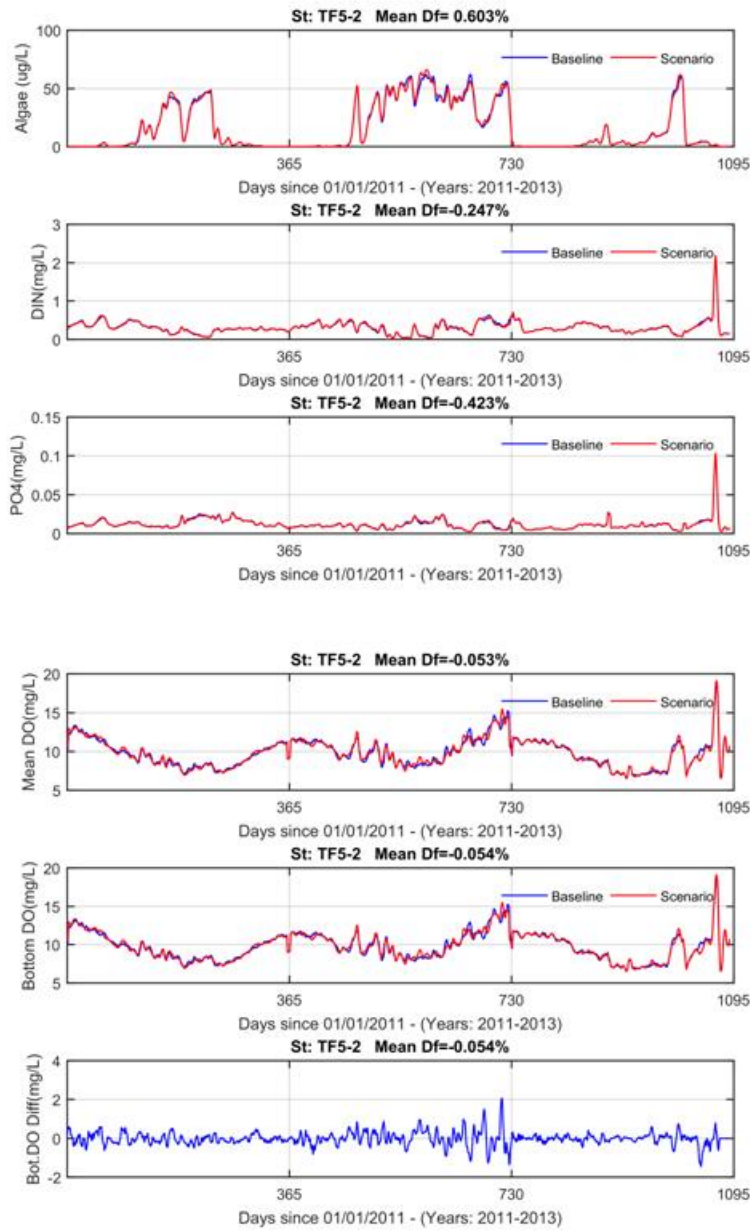 St: TF5-2 Mean Df= 0.603%
100
50
0
Algae (ug/L)
Baseline Scenario
365 730 1095
Days since 01/01/2011 - (Years: 2011-2013)
St: TF5-2 Mean Df=-0.247%
3
2
1
0
DIN(mg/L)
Baseline Scenario
365 730 1095
Days since 01/01/2011 - (Years: 2011-2013)
St: TF5-2 Mean Df=-0.423%
0.15
0.1
0.05
0
PO4(mg/L)
Baseline Scenario
365 730 1095
Days since 01/01/2011 - (Years: 2011-2013)
St: TF5-2 Mean Df=-0.053%
20
15
10
5
Mean DO(mg/L)
Baseline Scenario
365 730 1095
Days since 01/01/2011 - (Years: 2011-2013)
St: TF5-2 Mean Df=-0.054%
20
15
10
5
Bottom DO(mg/L)
Baseline Scenario
365 730 1095
Days since 01/01/2011 - (Years: 2011-2013)
St: TF5-2 Mean Df=-0.054%
4
2
0
-2
Bot.DO Diff(mg/L)
365 730 1095
Days since 01/01/2011 - (Years: 2011-2013)